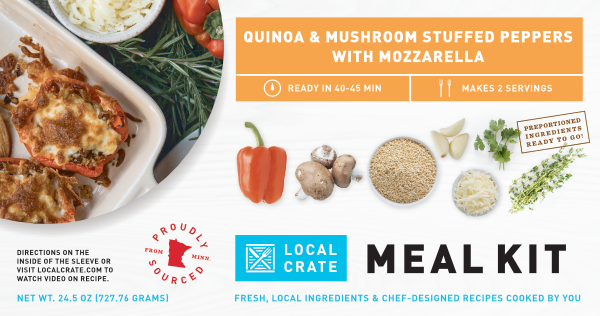 QUINOA & MUSHROOM STUFFED PEPPERS
WITH MOZZARELLA
READY IN 40-45 MIN
MAKES 2 SERVINGS
PREPORTIONED
INGREDIENTS
READY TO GO!
DIRECTIONS ON THE
INSIDE OF THE SLEEVE OR
VISIT LOCALCRATE.COM TO
WATCH VIDEO ON RECIPE.
PROUDLY
FROM MINN.
SOURCED
LOCAL
CRATE
MEAL KIT
NET WT. 24.5 OZ (727.76 GRAMS)
FRESH, LOCAL INGREDIENTS & CHEF-DESIGNED RECIPES COOKED BY YOU